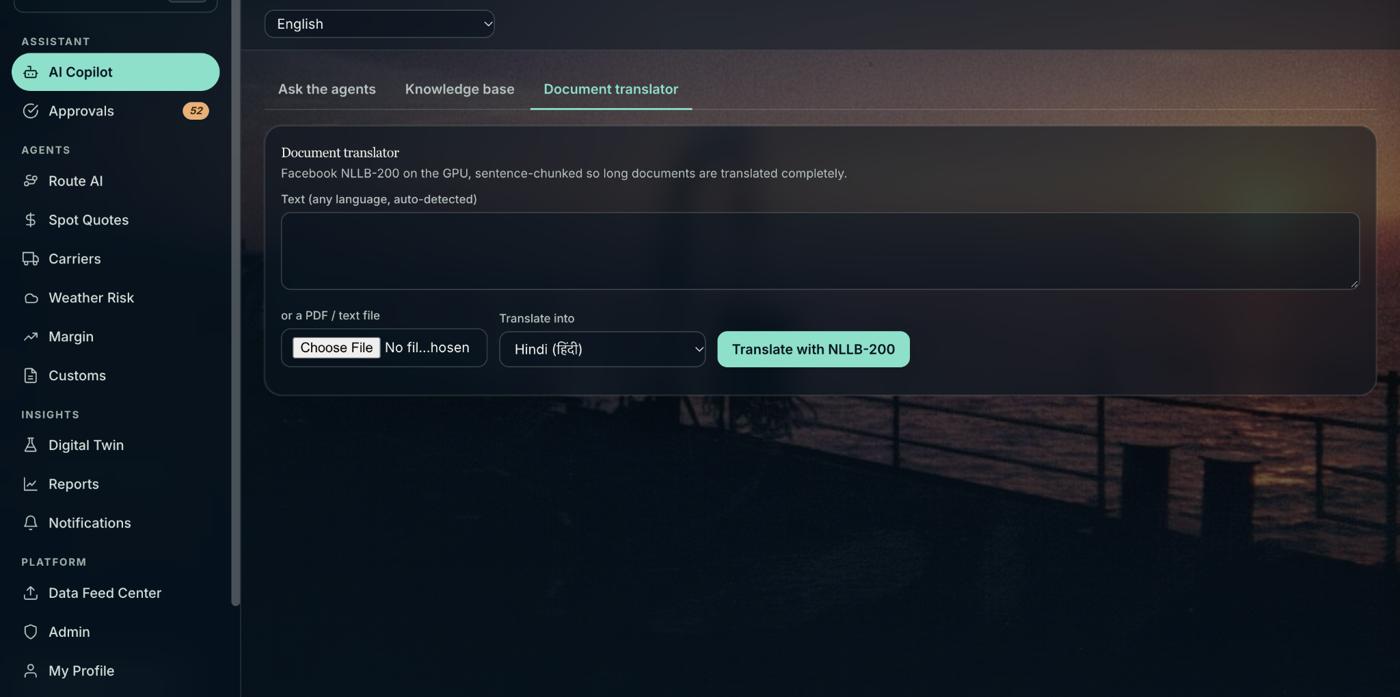 English
ASSISTANT
AI Copilot
Approvals 52
AGENTS
Route AI
Spot Quotes
Carriers
Weather Risk
Margin
Customs
INSIGHTS
Digital Twin
Reports
Notifications
PLATFORM
Data Feed Center
Admin
My Profile
Ask the agents Knowledge base Document translator
Document translator
Facebook NLLB-200 on the GPU, sentence-chunked so long documents are translated completely.
Text (any language, auto-detected)
or a PDF / text file
Translate into
Choose File No fil...hosen
Hindi (हिंदी)
Translate with NLLB-200